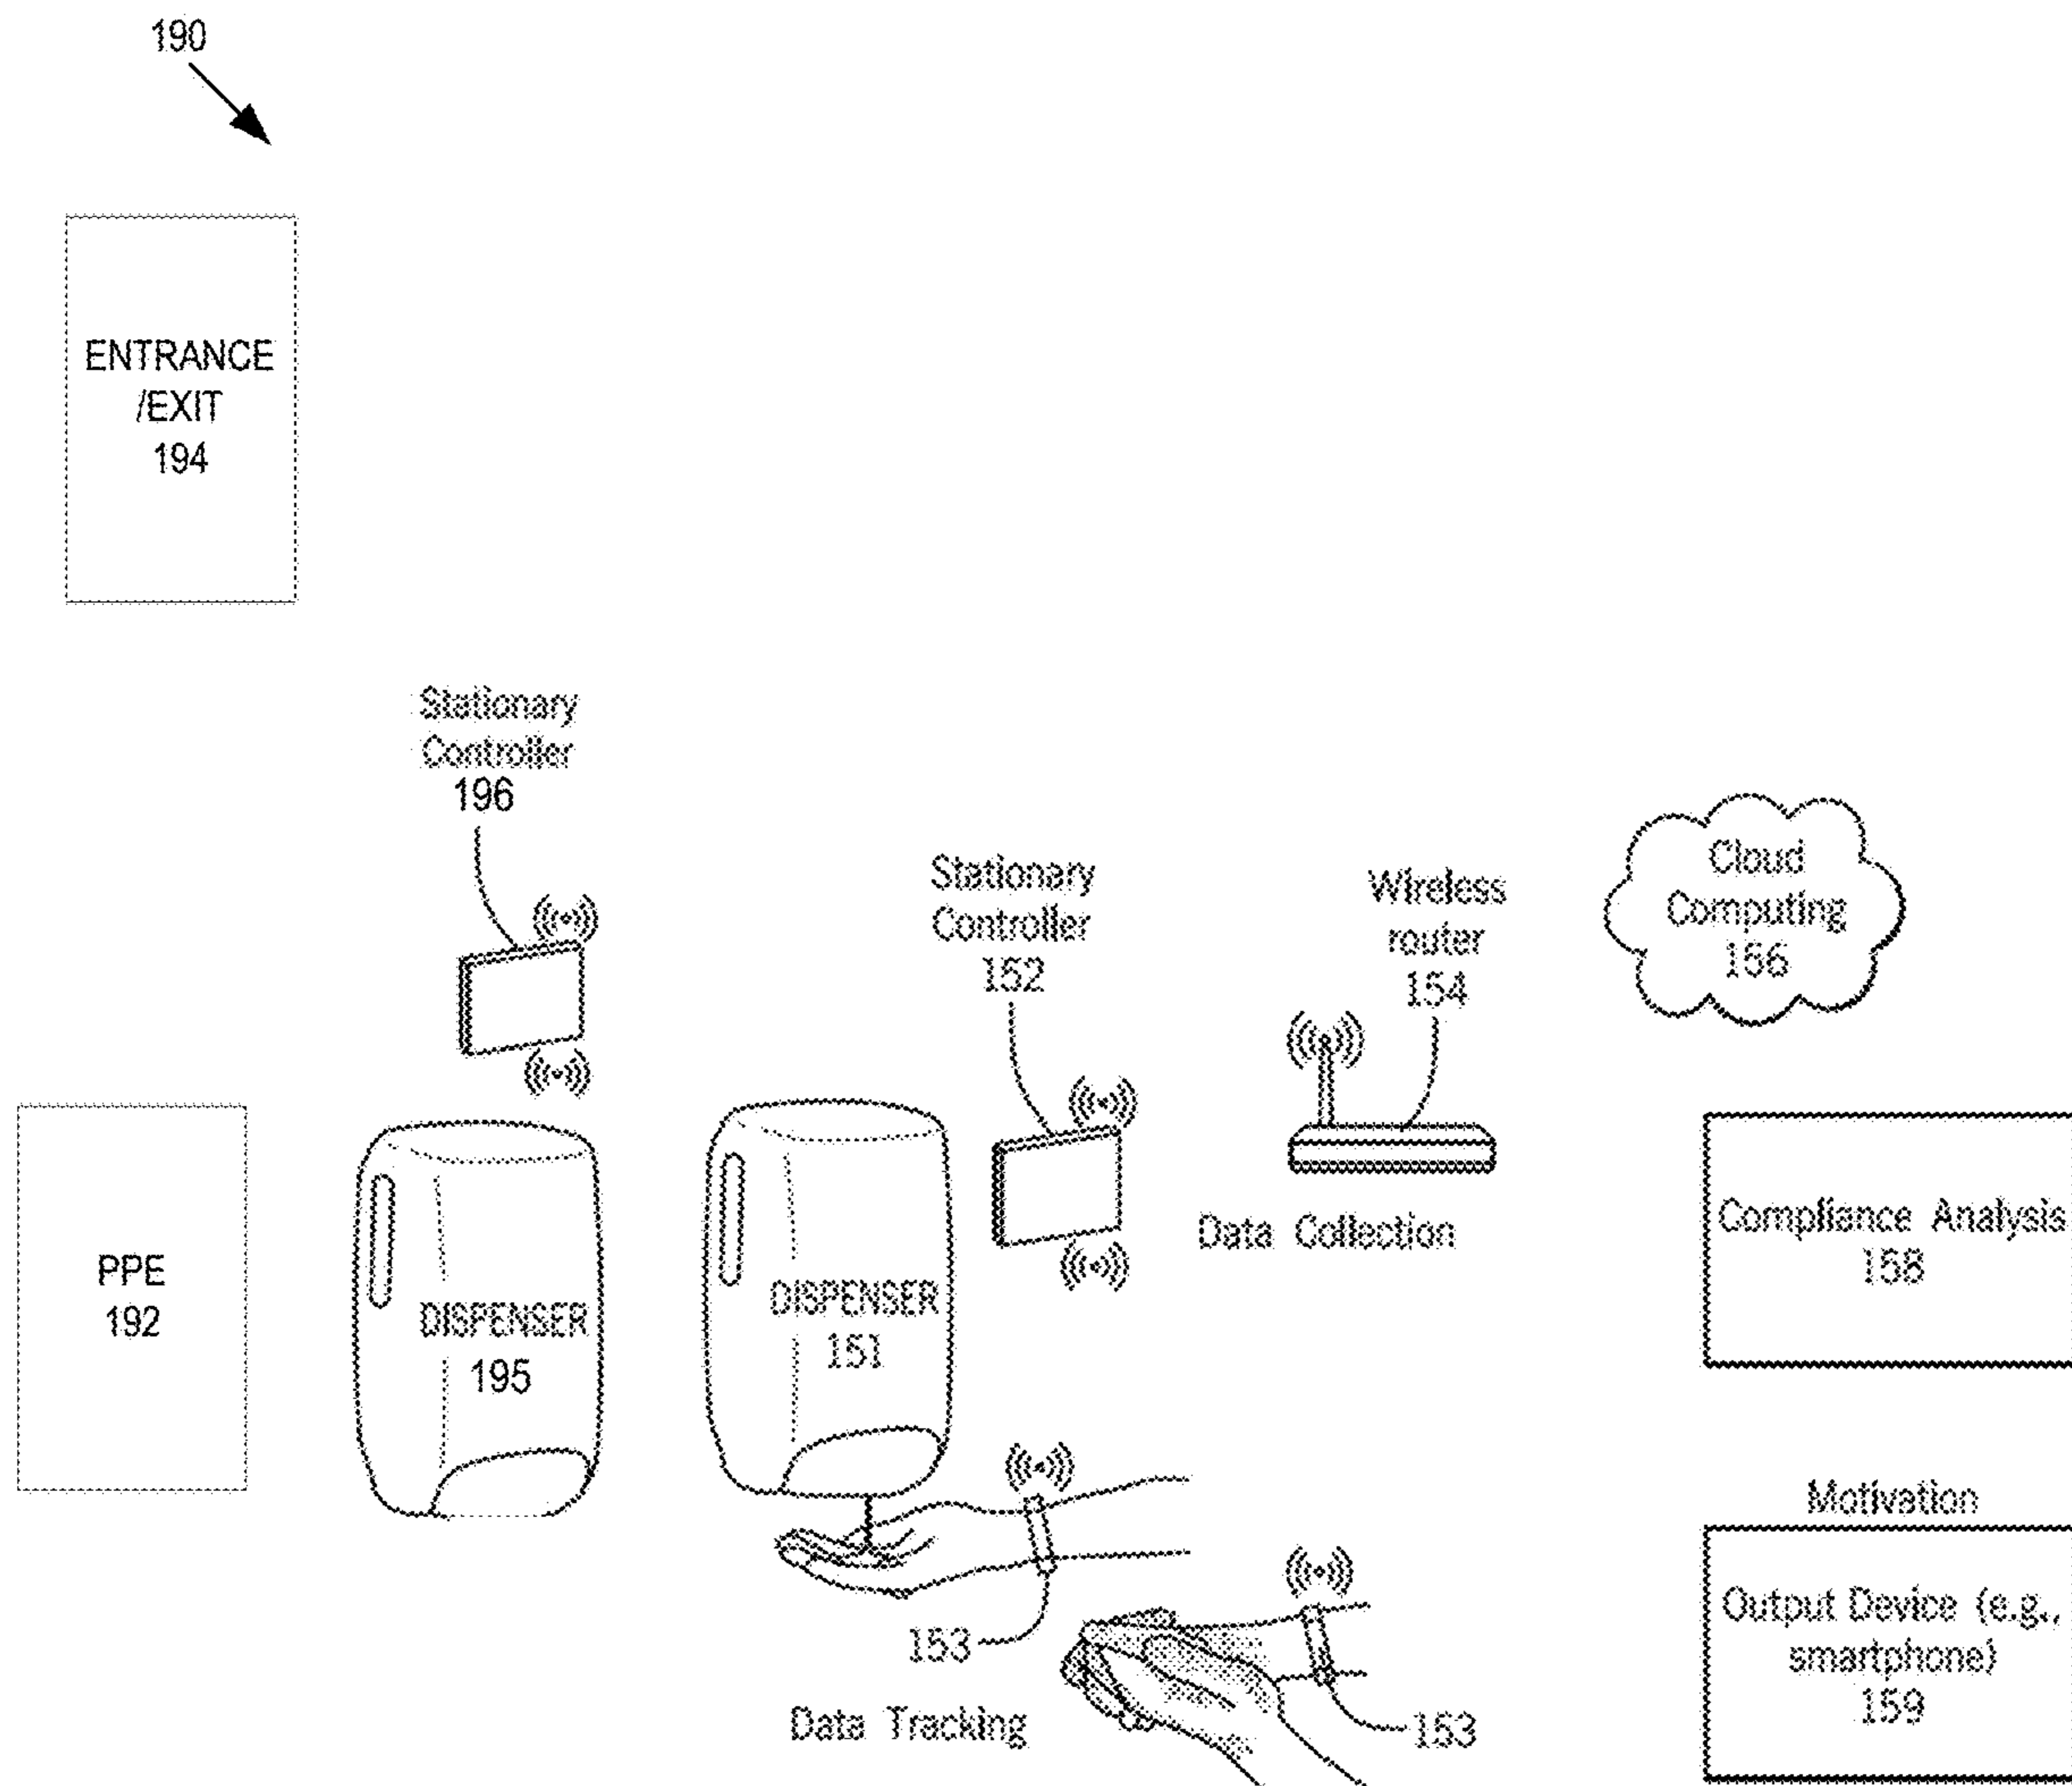 190
ENTRANCE
/EXIT
194
Stationary
Controller
196
Stationary
Controller
152
Wireless
router
154
Cloud
Computing
156
PPE
192
DISPENSER
195
DISPENSER
151
Data Collection
Compliance Analysis
158
153
Data Tracking
153
Motivation
Output Device (e.g.,
smartphone)
159